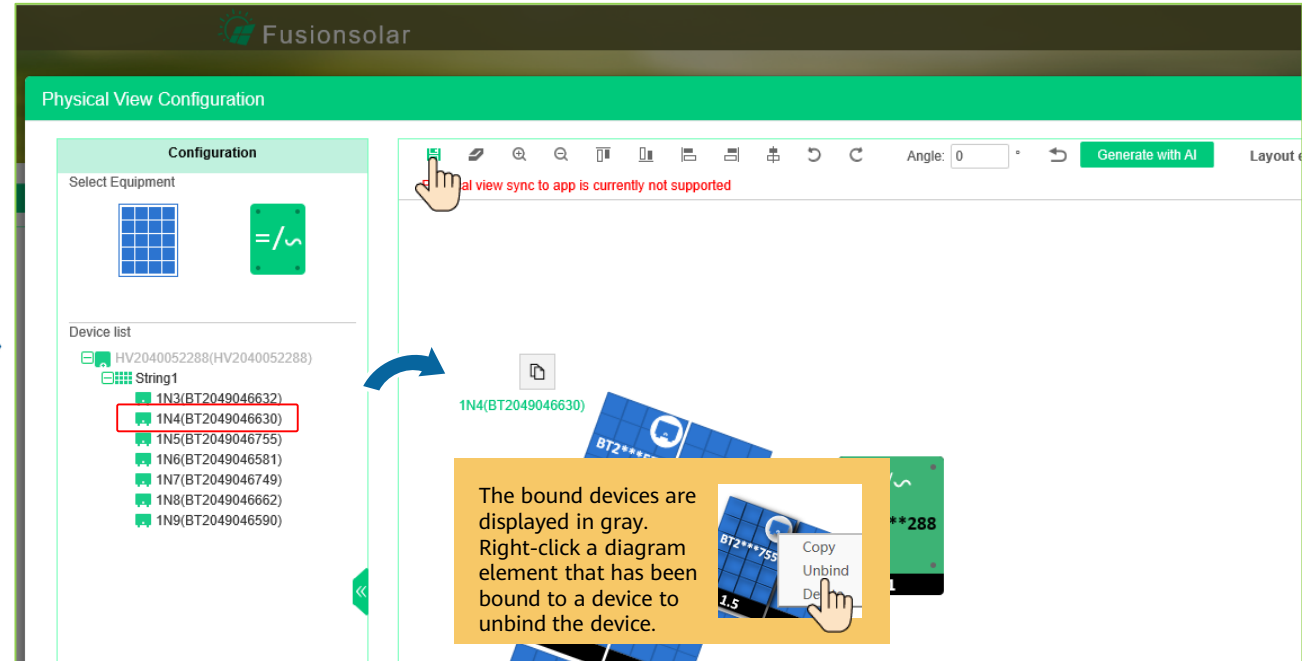 Fusionsolar
Physical View Configuration
Configuration
Select Equipment
Device list
HV2040052288(HV2040052288)
String1
1N3(BT2049046632)
1N4(BT2049046630)
1N5(BT2049046755)
1N6(BT2049046581)
1N7(BT2049046749)
1N8(BT2049046662)
1N9(BT2049046590)
Angle: 0 °
Generate with AI
Layout
view sync to app is currently not supported
1N4(BT2049046630)
**288
The bound devices are
displayed in gray.
Right-click a diagram
element that has been
bound to a device to
unbind the device.
BT2***755
1.5
Copy
Unbind